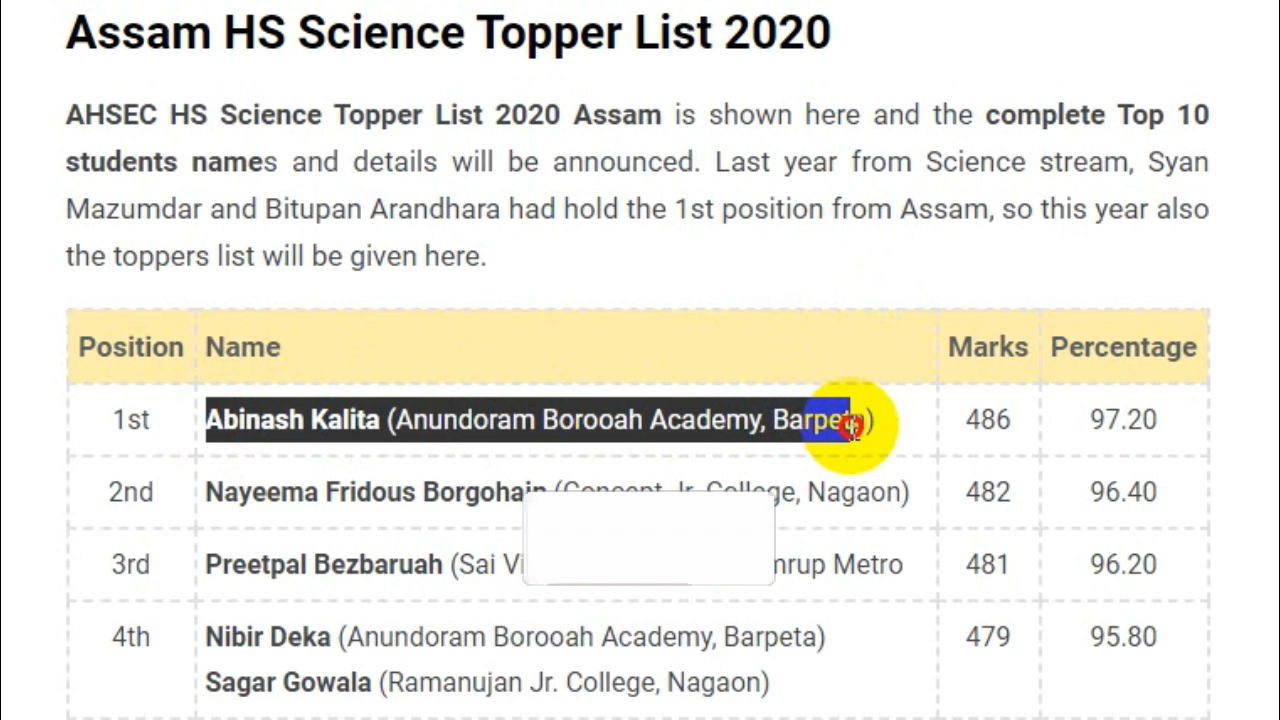 Assam HS Science Topper List 2020
AHSEC HS Science Topper List 2020 Assam is shown here and the complete Top 10
students names and details will be announced. Last year from Science stream, Syan
Mazumdar and Bitupan Arandhara had hold the 1st position from Assam, so this year also
the toppers list will be given here.
Position Name Marks Percentage
1st Abinash Kalita (Anundoram Borooah Academy, Barpeta) 486 97.20
2nd Nayeema Fridous Borgohain (Concept Jr. College, Nagaon) 482 96.40
3rd Preetpal Bezbaruah (Sai Metro 481 96.20
4th Nibir Deka (Anundoram Borooah Academy, Barpeta) 479 95.80
Sagar Gowala (Ramanujan Jr. College, Nagaon)